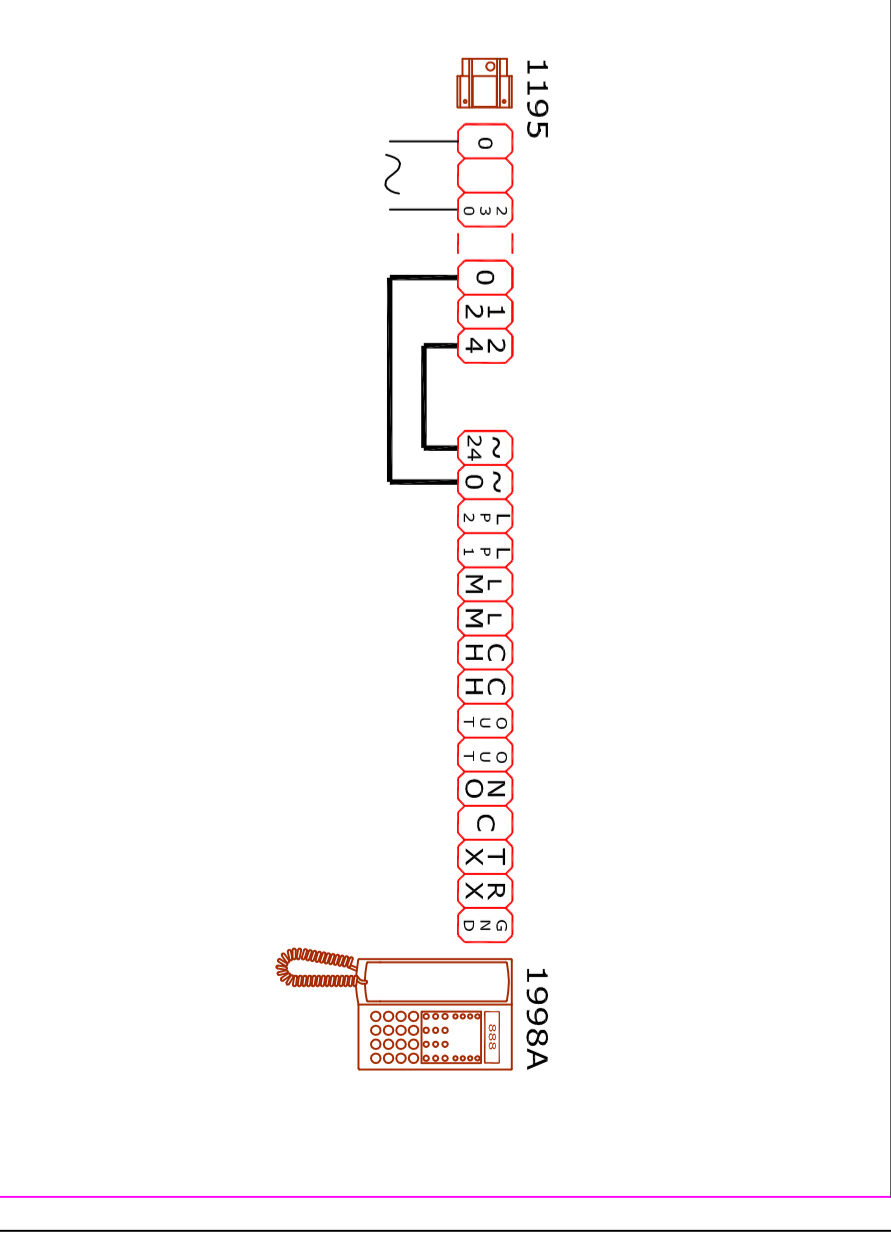 1195
0
230
~
0
12
24
~24
~0
LP2
LP1
LM
LM
CH
CH
OUT
OUT
NO
C
TX
RX
GND
1998A
888